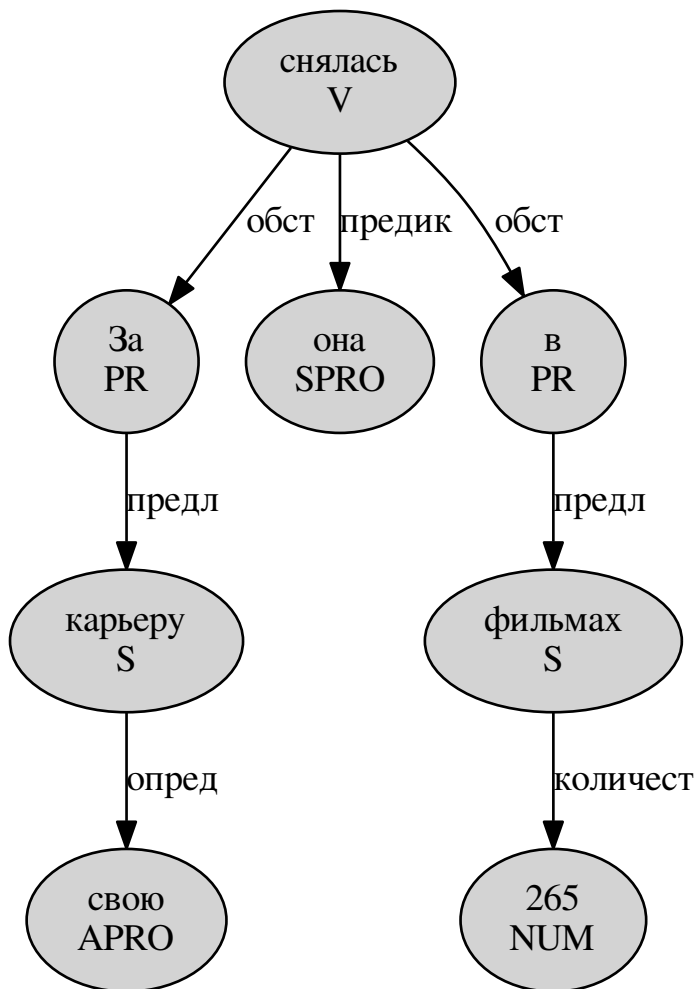 снялась
V
обст
предик
обст
За
PR
она
SPRO
в
PR
предл
предл
карьеру
S
фильмах
S
опред
количест
свою
APRO
265
NUM